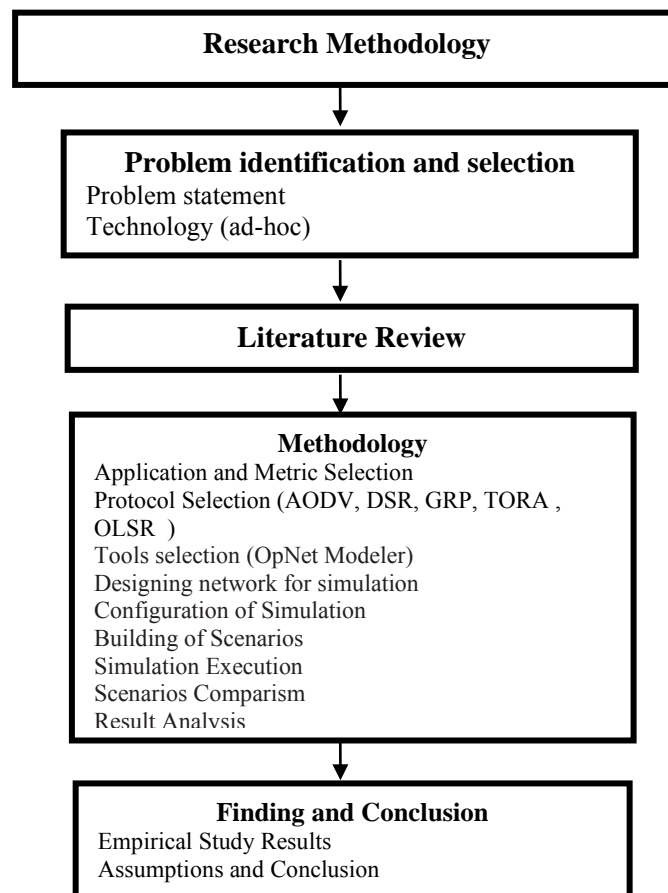 Research Methodology
Problem identification and selection
Problem statement
Technology (ad-hoc)
Literature Review
Methodology
Application and Metric Selection
Protocol Selection (AODV, DSR, GRP, TORA ,
OLSR )
Tools selection (OpNet Modeler)
Designing network for simulation
Configuration of Simulation
Building of Scenarios
Simulation Execution
Scenarios Comparism
Result Analysis
Finding and Conclusion
Empirical Study Results
Assumptions and Conclusion